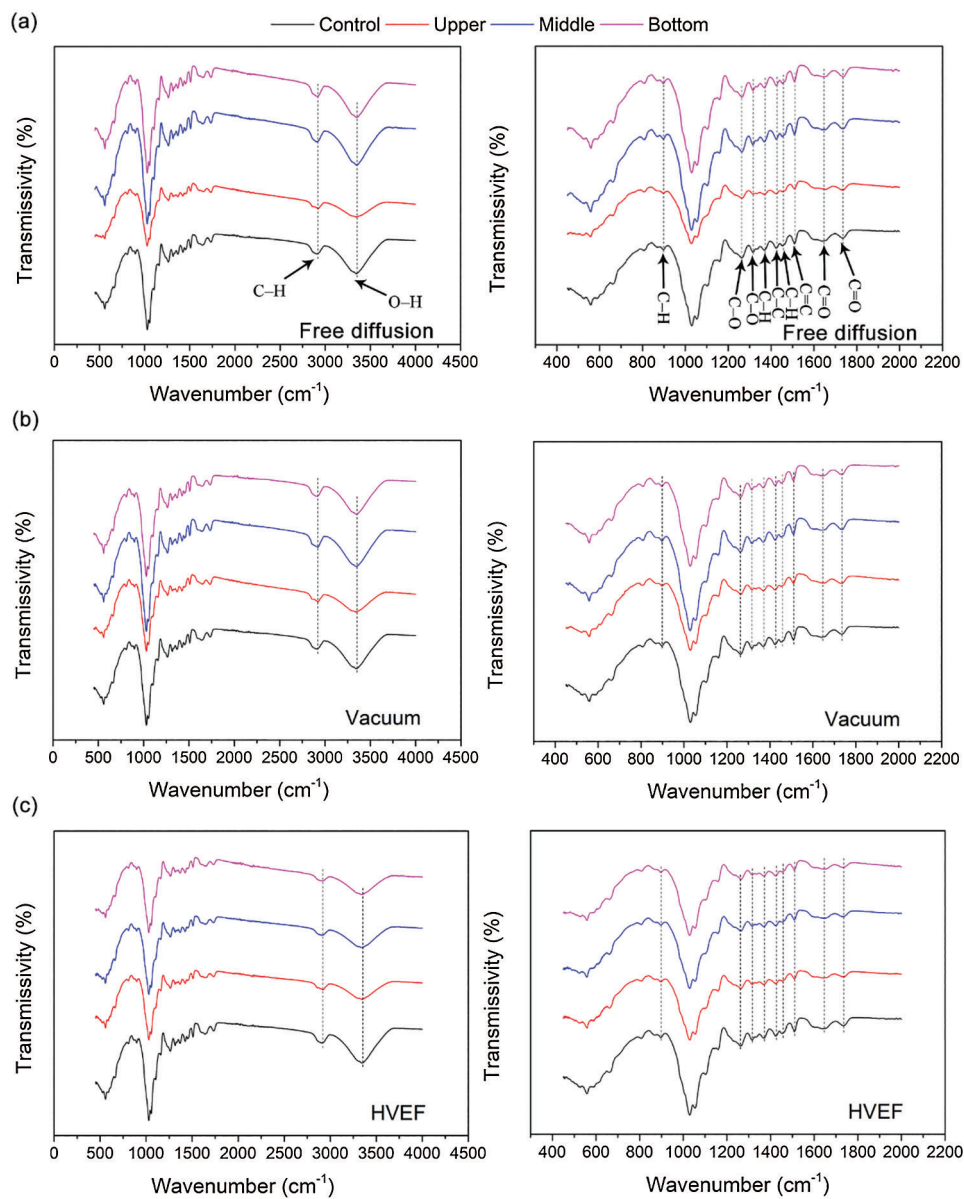 (a)
Control Upper Middle Bottom
Transmissivity (%)
C–H
O–H
Free diffusion
500 1000 1500 2000 2500 3000 3500 4000 4500
Wavenumber (cm-1)
Transmissivity (%)
C–H
C–O
C–O
C–H
C–C
C–H
C=C
C=O
C=O
Free diffusion
400 600 800 1000 1200 1400 1600 1800 2000 2200
Wavenumber (cm-1)
(b)
Transmissivity (%)
Vacuum
0 500 1000 1500 2000 2500 3000 3500 4000 4500
Wavenumber (cm-1)
Transmissivity (%)
Vacuum
400 600 800 1000 1200 1400 1600 1800 2000 2200
Wavenumber (cm-1)
(c)
Transmissivity (%)
HVEF
0 500 1000 1500 2000 2500 3000 3500 4000 4500
Wavenumber (cm-1)
Transmissivity (%)
HVEF
400 600 800 1000 1200 1400 1600 1800 2000 2200
Wavenumber (cm-1)